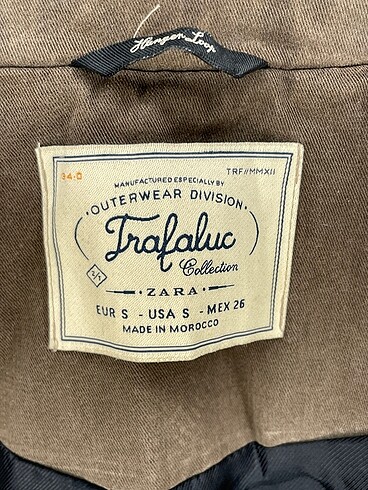 Hanger Loop
34-D
TRF//MMXII
MANUFACTURED ESPECIALLY BY
·OUTERWEAR DIVISION·
Trafaluc
Collection
· ZARA ·
EUR S - USA S - MEX 26
MADE IN MOROCCO